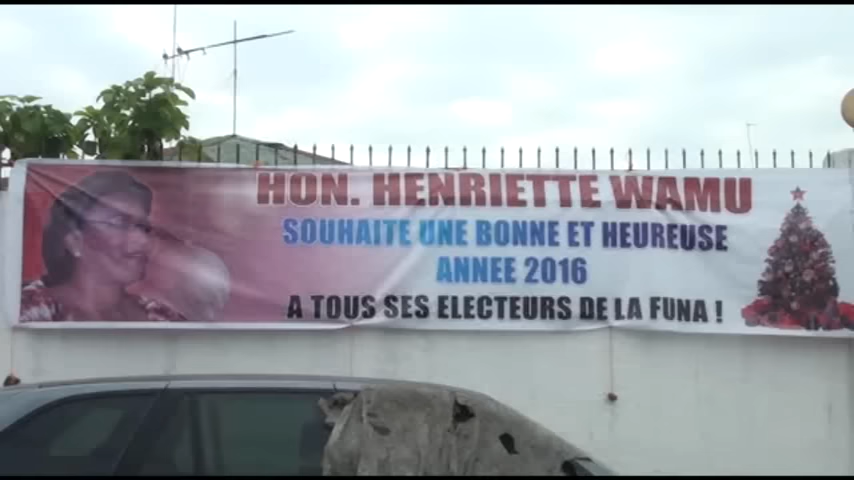 HON. HENRIETTE WAMU
SOUHAITE UNE BONNE ET HEUREUSE
ANNEE 2016
A TOUS SES ELECTEURS DE LA FUNA !